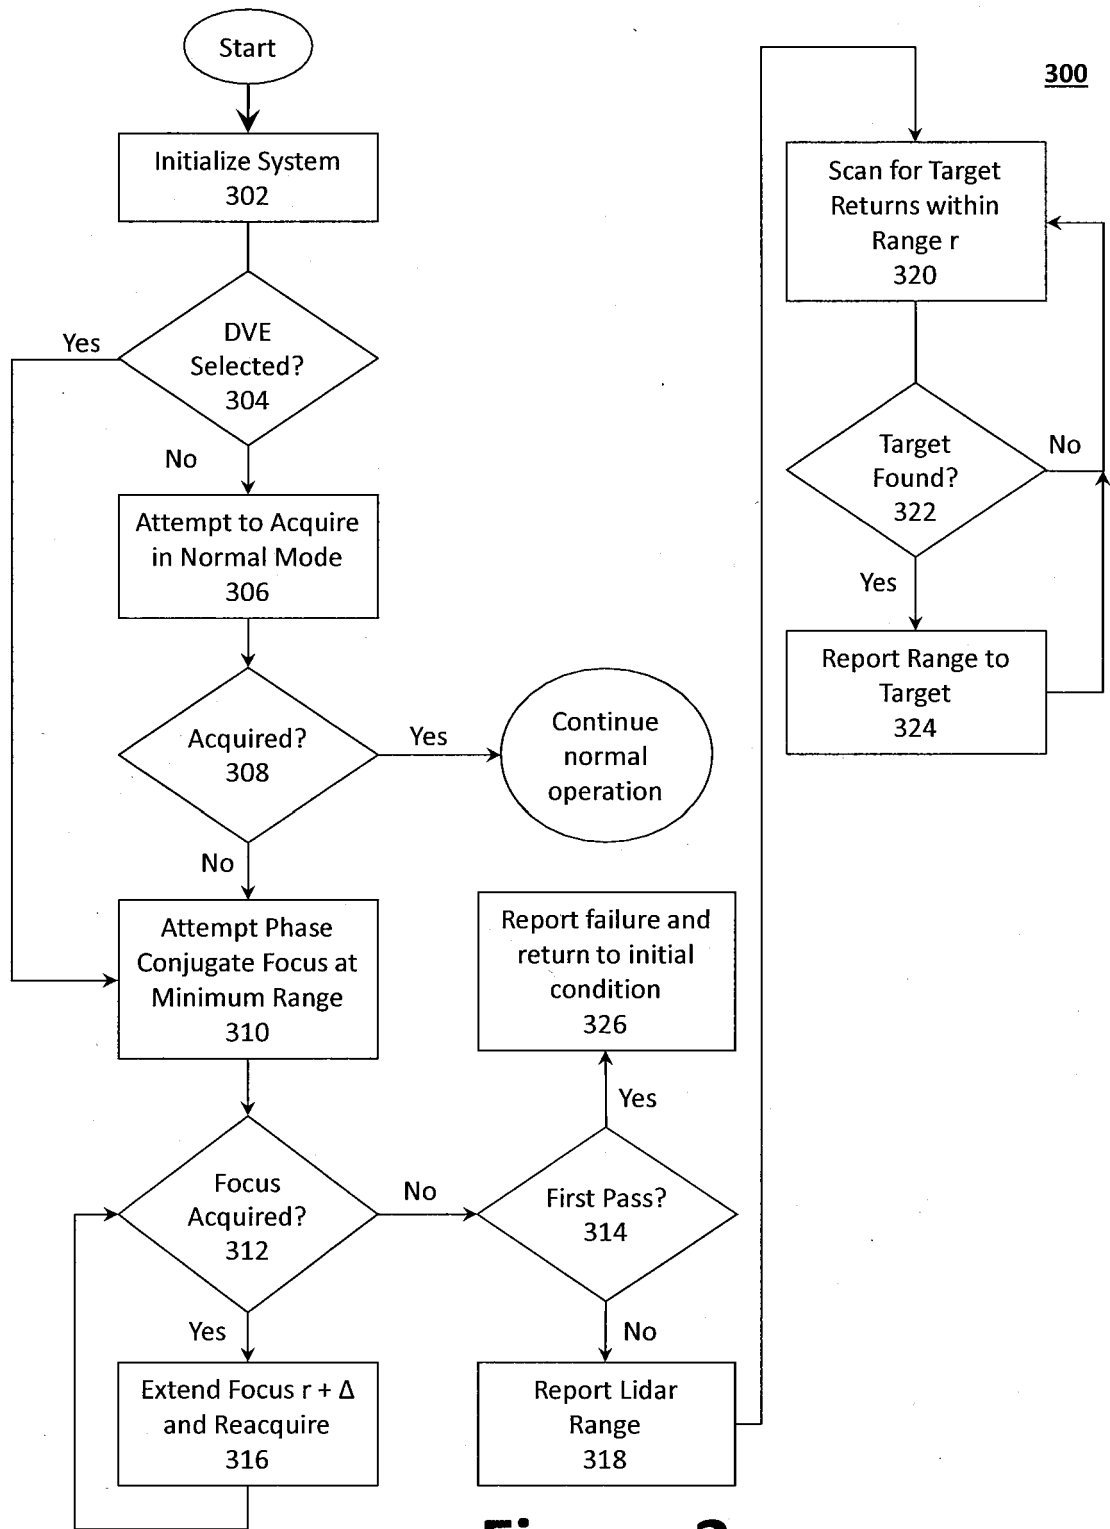 Start
300
Initialize System
302
DVE
Selected?
304
Yes
No
Attempt to Acquire
in Normal Mode
306
Acquired?
308
Yes
Continue
normal
operation
No
Attempt Phase
Conjugate Focus at
Minimum Range
310
Focus
Acquired?
312
No
Yes
Extend Focus r + Δ
and Reacquire
316
First Pass?
314
Yes
Report failure and
return to initial
condition
326
No
Report Lidar
Range
318
Scan for Target
Returns within
Range r
320
Target
Found?
322
No
Yes
Report Range to
Target
324